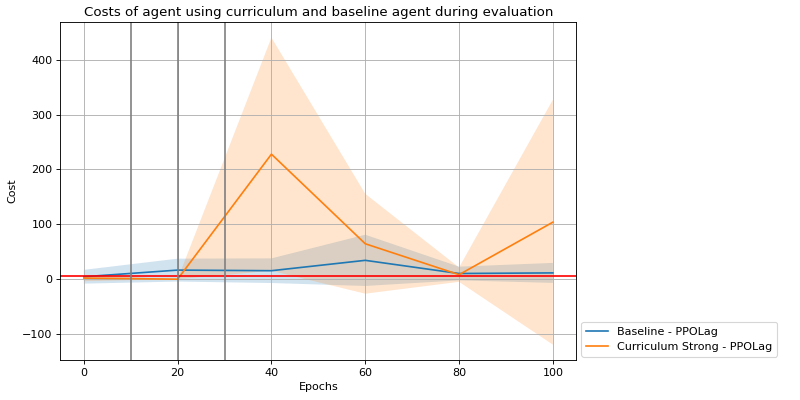 Costs of agent using curriculum and baseline agent during evaluation
Cost
400
300
200
100
0
−100
0 20 40 60 80 100
Epochs
Baseline - PPOLag
Curriculum Strong - PPOLag